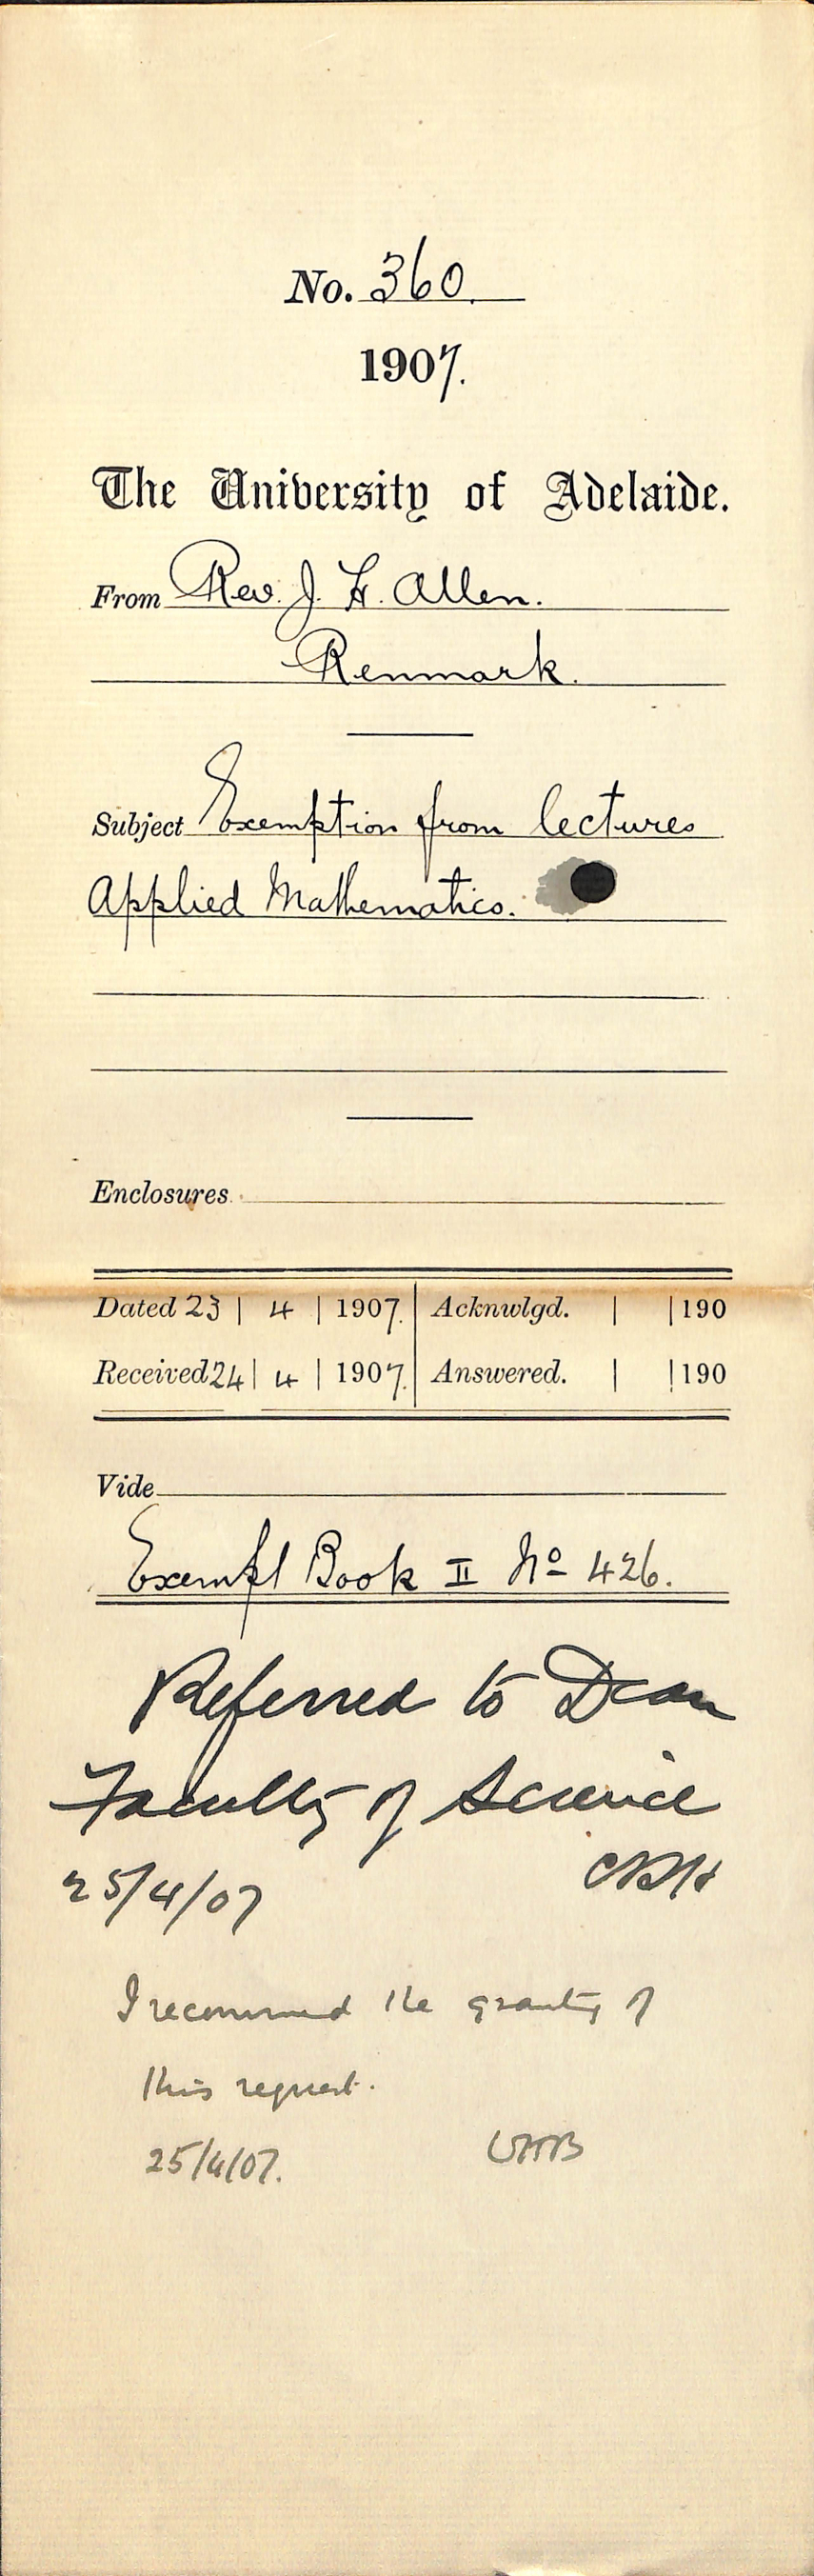 No. 360.
1907.
The University of Adelaide.
From Rev. J. H. Allen.
Renmark.
Subject Exemption from lectures
Applied Mathematics.
Enclosures
Dated 23 | 4 | 1907. Acknwlgd. | | 190
Received 24 | 4 | 1907. Answered. | | 190
Vide
Exempt Book II No 426.
Referred to Dean
Faculty of Science
25/4/07 CRH
I recommend the granting of
this request.
25/4/07. WHB